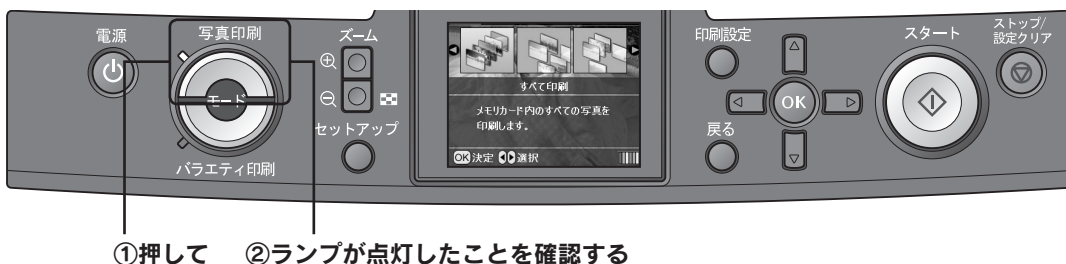 電源
写真印刷
モード
バラエティ印刷
ズーム
セットアップ
すべて印刷
メモリカード内のすべての写真を
印刷します。
OK 決定 選択
印刷設定
戻る
OK
スタート
ストップ/
設定クリア
①押して ②ランプが点灯したことを確認する